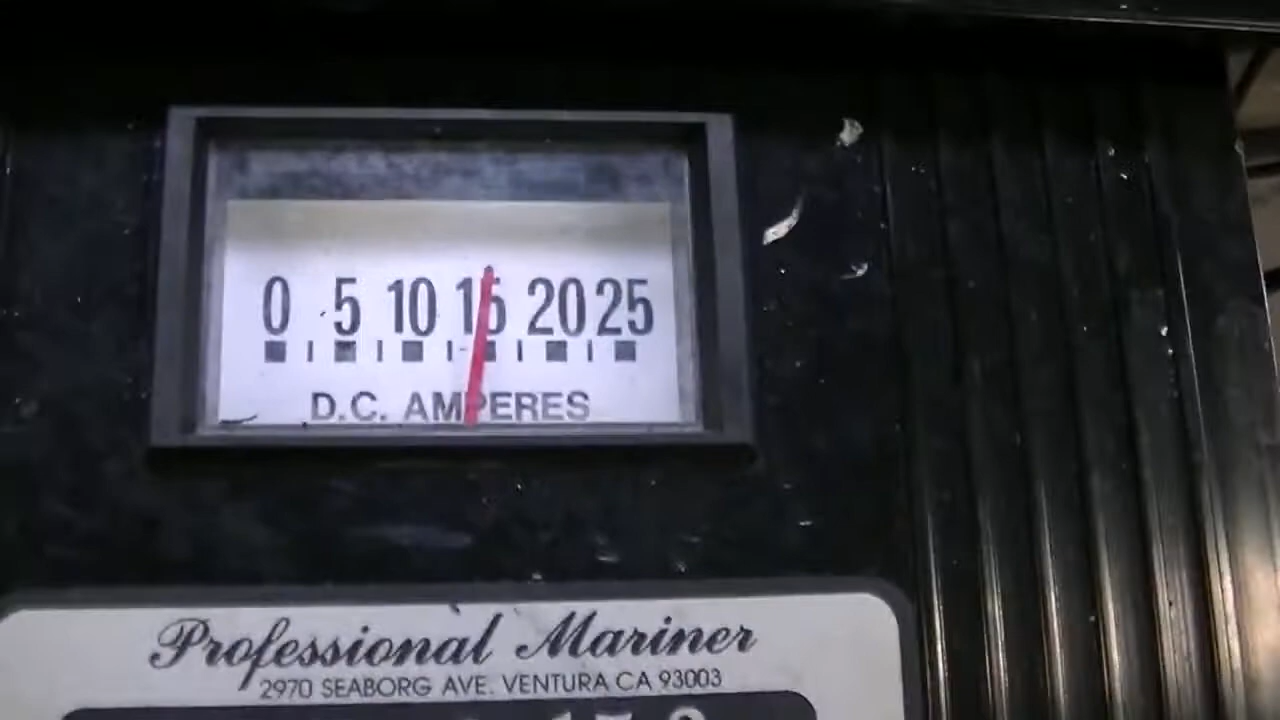 0 5 10 15 20 25
D.C. AMPERES
Professional Mariner
2970 SEABORG AVE. VENTURA CA 93003